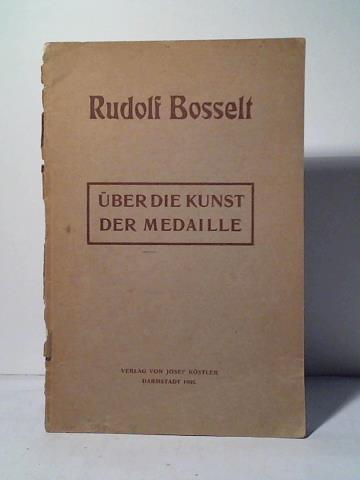 Rudolf Bosselt
ÜBER DIE KUNST
DER MEDAILLE
VERLAG VON JOSEF KÖSTLER
DARMSTADT 1905.